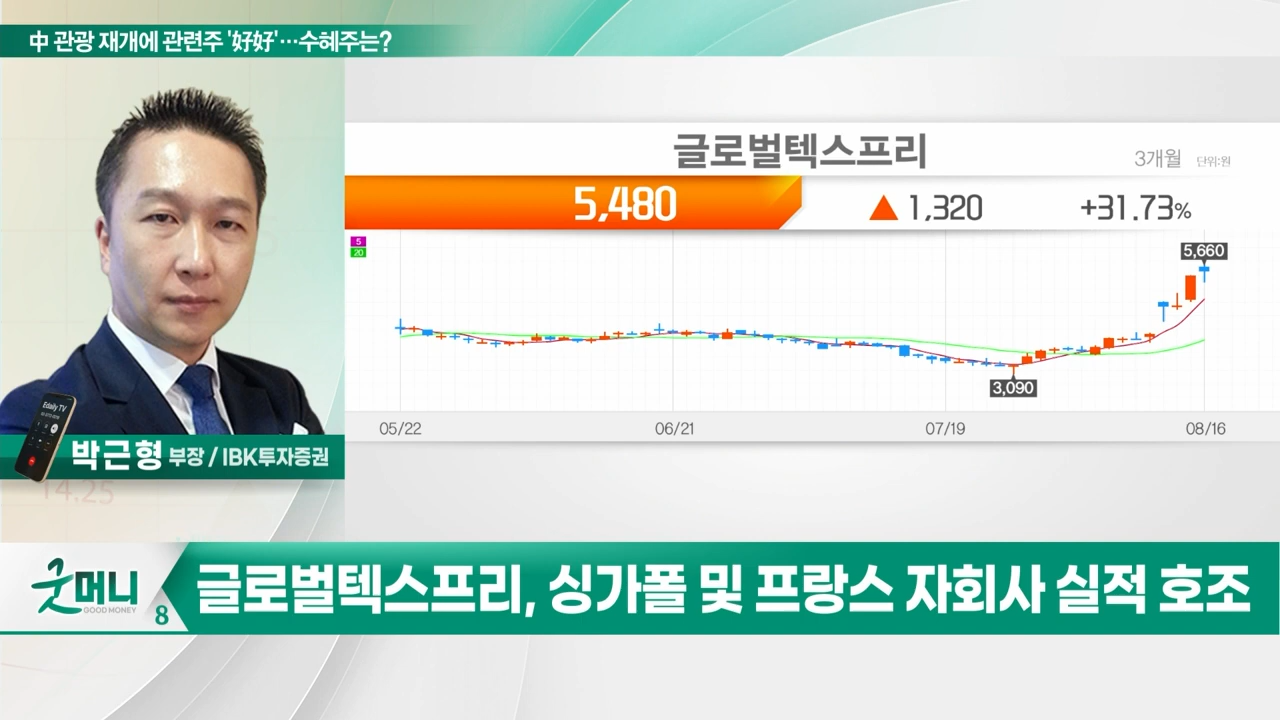 中 관광 재개에 관련주 '好好'…수혜주는?
글로벌텍스프리
3개월 단위:원
5,480 ▲ 1,320 +31.73%
5
20
5,660
3,090
05/22 06/21 07/19 08/16
Edaily TV
박근형 부장 / IBK투자증권
14.25
굿머니
GOOD MONEY
8
글로벌텍스프리, 싱가폴 및 프랑스 자회사 실적 호조